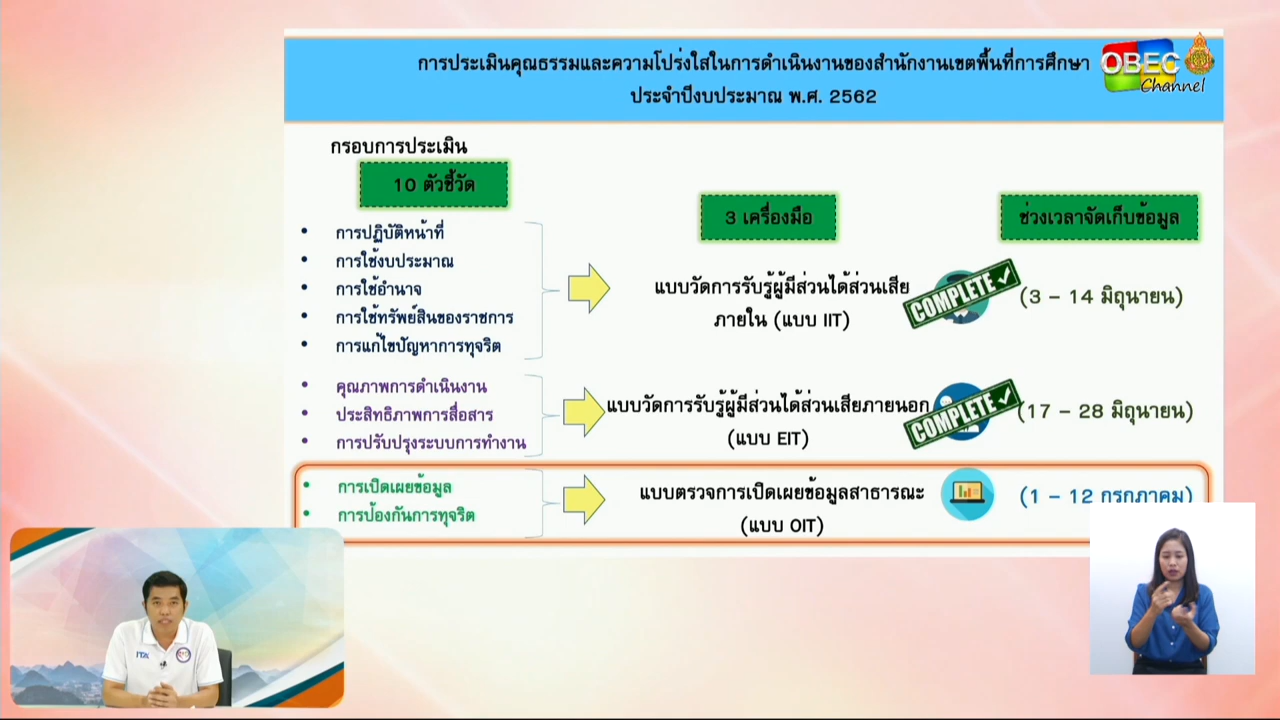 การประเมินคุณธรรมและความโปร่งใสในการดำเนินงานของสำนักงานเขตพื้นที่การศึกษา
ประจำปีงบประมาณ พ.ศ. 2562
OBEC
Channel
กรอบการประเมิน
10 ตัวชี้วัด
3 เครื่องมือ
ช่วงเวลาจัดเก็บข้อมูล
• การปฏิบัติหน้าที่
• การใช้งบประมาณ
• การใช้อำนาจ
• การใช้ทรัพย์สินของราชการ
• การแก้ไขปัญหาการทุจริต
แบบวัดการรับรู้ผู้มีส่วนได้ส่วนเสีย
ภายใน (แบบ IIT)
COMPLETE ✓
(3 – 14 มิถุนายน)
• คุณภาพการดำเนินงาน
• ประสิทธิภาพการสื่อสาร
• การปรับปรุงระบบการทำงาน
แบบวัดการรับรู้ผู้มีส่วนได้ส่วนเสียภายนอก
(แบบ EIT)
COMPLETE ✓
(17 – 28 มิถุนายน)
• การเปิดเผยข้อมูล
• การป้องกันการทุจริต
แบบตรวจการเปิดเผยข้อมูลสาธารณะ
(แบบ OIT)
(1 – 12 กรกฎาคม)
ITA